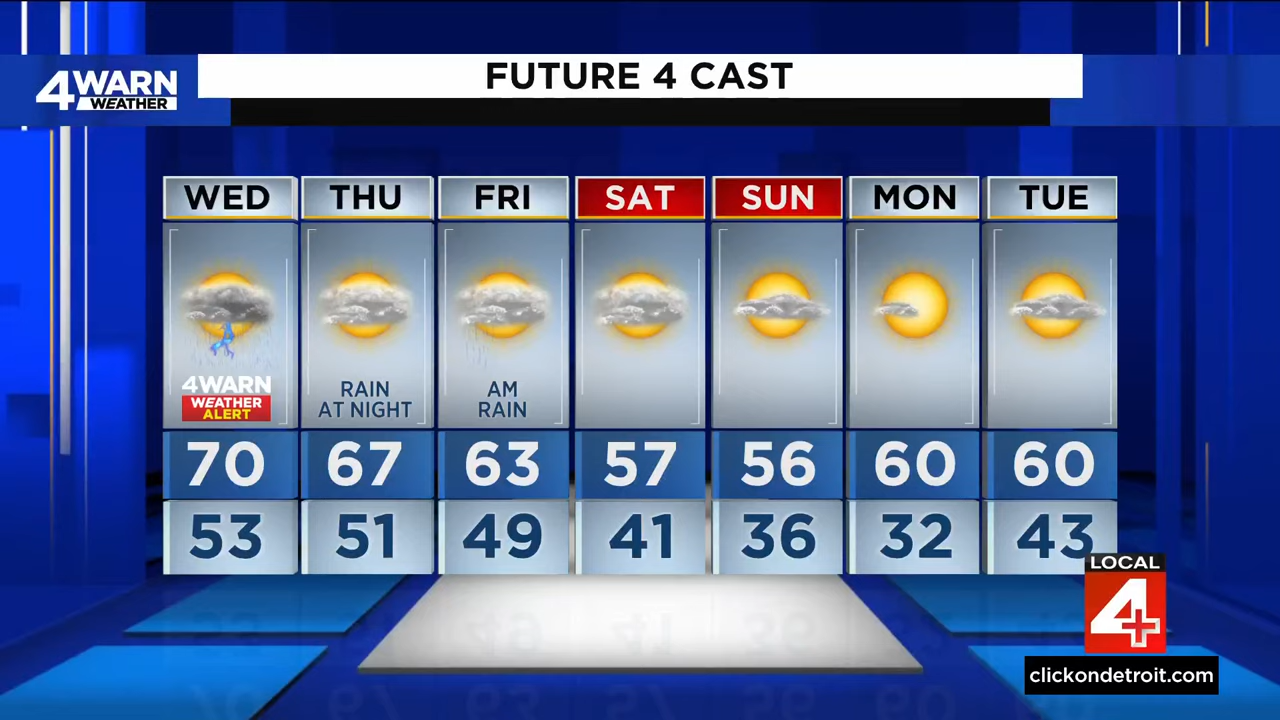 4WARN
WEATHER
FUTURE 4 CAST
WED THU FRI SAT SUN MON TUE
4WARN
WEATHER
ALERT
RAIN
AT NIGHT
AM
RAIN
70 67 63 57 56 60 60
53 51 49 41 36 32 43
LOCAL
4+
clickondetroit.com